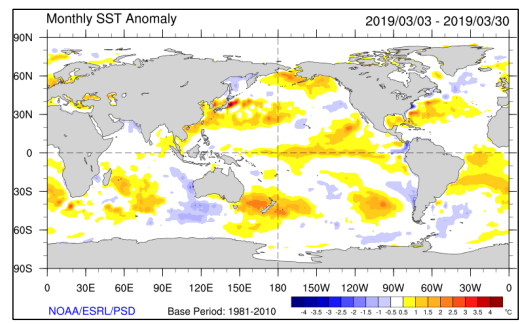 Monthly SST Anomaly 2019/03/03 - 2019/03/30
90N
60N
30N
0
30S
60S
90S
0 30E 60E 90E 120E 150E 180 150W 120W 90W 60W 30W 0
-4 -3.5 -3 -2.5 -2 -1.5 -1 -0.5 0.5 1 1.5 2 2.5 3 3.5 4 °C
NOAA/ESRL/PSD Base Period: 1981-2010